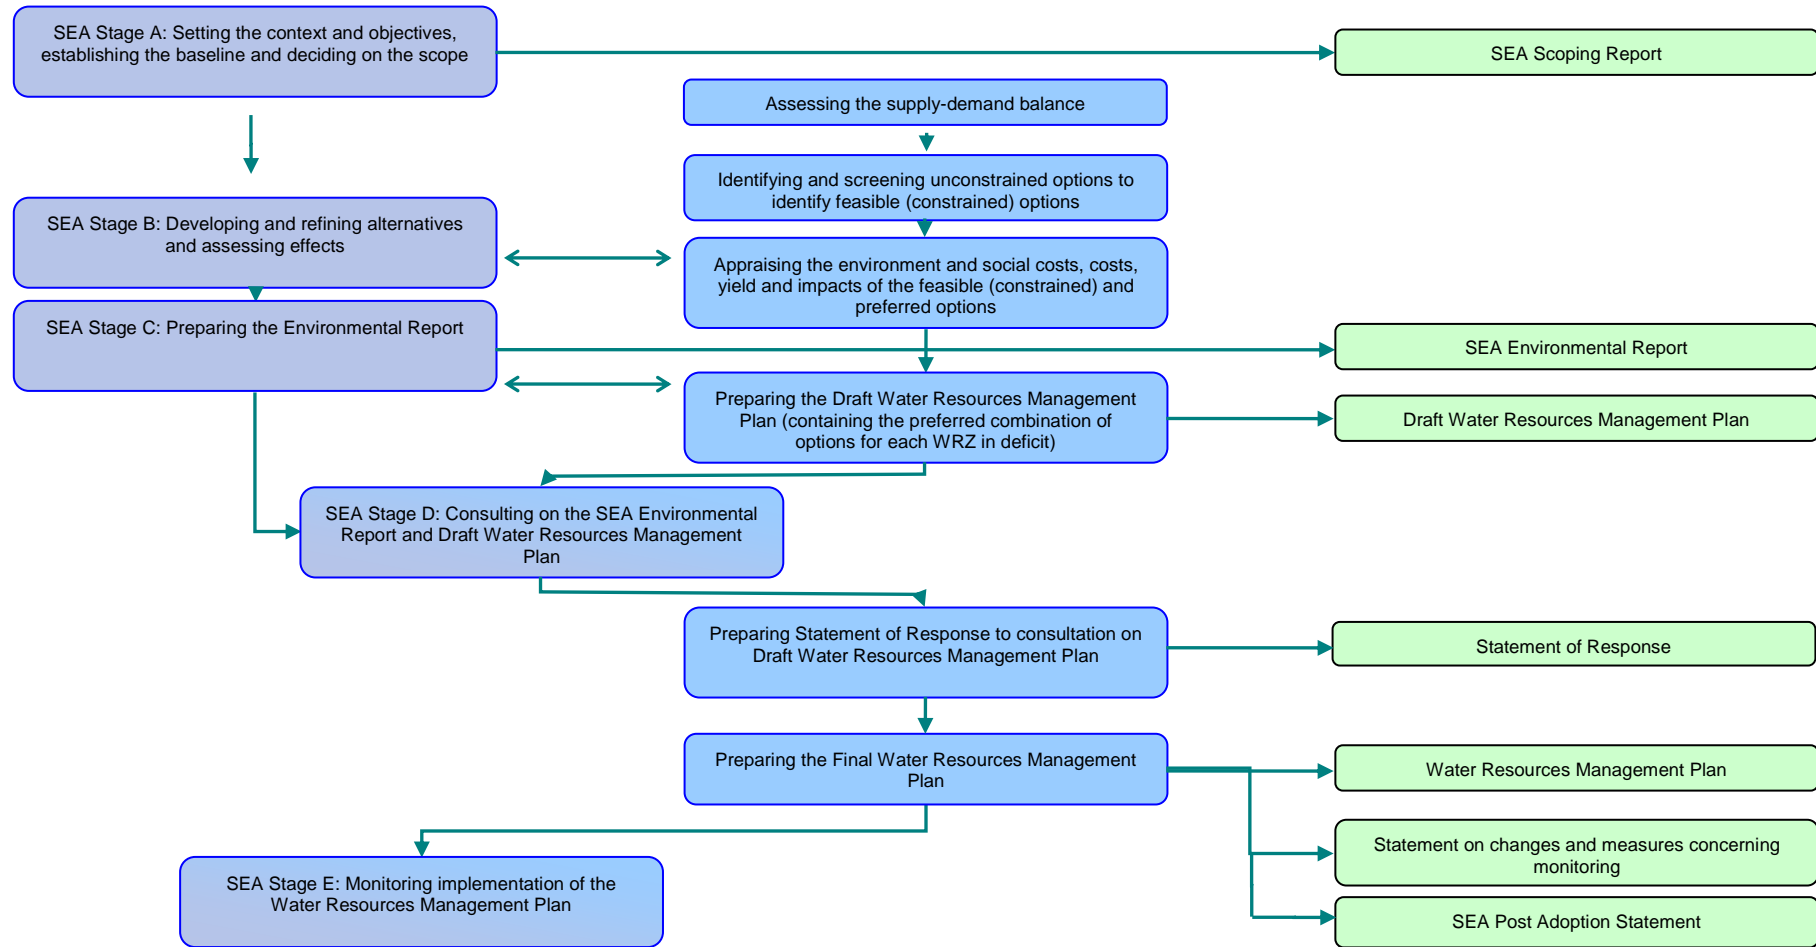 SEA Stage A: Setting the context and objectives,
establishing the baseline and deciding on the scope
SEA Scoping Report
Assessing the supply-demand balance
Identifying and screening unconstrained options to
identify feasible (constrained) options
SEA Stage B: Developing and refining alternatives
and assessing effects
Appraising the environment and social costs, costs,
yield and impacts of the feasible (constrained) and
preferred options
SEA Stage C: Preparing the Environmental Report
SEA Environmental Report
Preparing the Draft Water Resources Management
Plan (containing the preferred combination of
options for each WRZ in deficit)
Draft Water Resources Management Plan
SEA Stage D: Consulting on the SEA Environmental
Report and Draft Water Resources Management
Plan
Preparing Statement of Response to consultation on
Draft Water Resources Management Plan
Statement of Response
Preparing the Final Water Resources Management
Plan
Water Resources Management Plan
Statement on changes and measures concerning
monitoring
SEA Stage E: Monitoring implementation of the
Water Resources Management Plan
SEA Post Adoption Statement